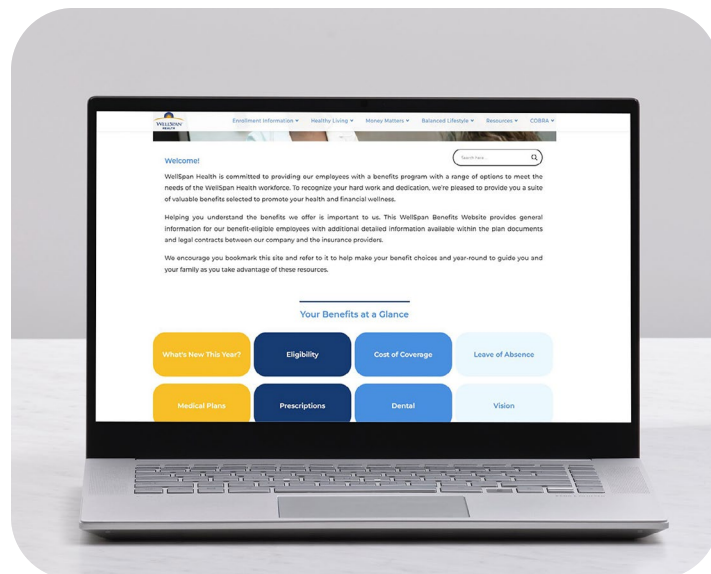 WELLSPAN
HEALTH
Enrollment Information
Healthy Living
Money Matters
Balanced Lifestyle
Resources
COBRA
Search here...
Welcome!
WellSpan Health is committed to providing our employees with a benefits program with a range of options to meet the
needs of the WellSpan Health workforce. To recognize your hard work and dedication, we're pleased to provide you a suite
of valuable benefits selected to promote your health and financial wellness.
Helping you understand the benefits we offer is important to us. This WellSpan Benefits Website provides general
information for our benefit-eligible employees with additional detailed information available within the plan documents
and legal contracts between our company and the insurance providers.
We encourage you bookmark this site and refer to it to help make your benefit choices and year-round to guide you and
your family as you take advantage of these resources.
Your Benefits at a Glance
What's New This Year?
Eligibility
Cost of Coverage
Leave of Absence
Medical Plans
Prescriptions
Dental
Vision